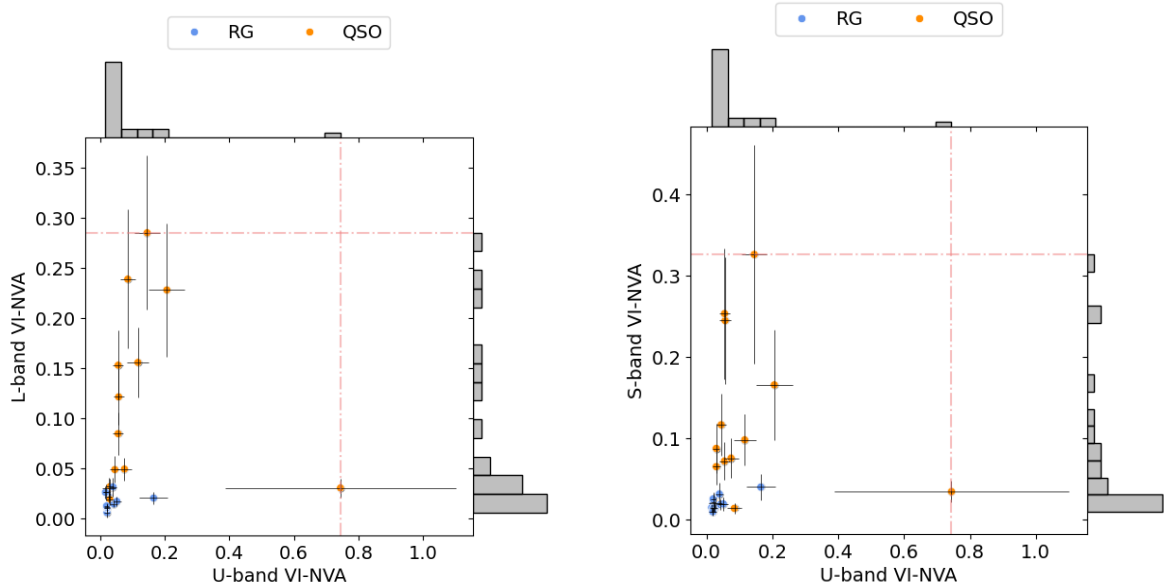 RG QSO
0.35
0.30
0.25
0.20
0.15
0.10
0.05
0.00
L-band VI-NVA
0.0 0.2 0.4 0.6 0.8 1.0
U-band VI-NVA
RG QSO
0.4
0.3
0.2
0.1
0.0
S-band VI-NVA
0.0 0.2 0.4 0.6 0.8 1.0
U-band VI-NVA